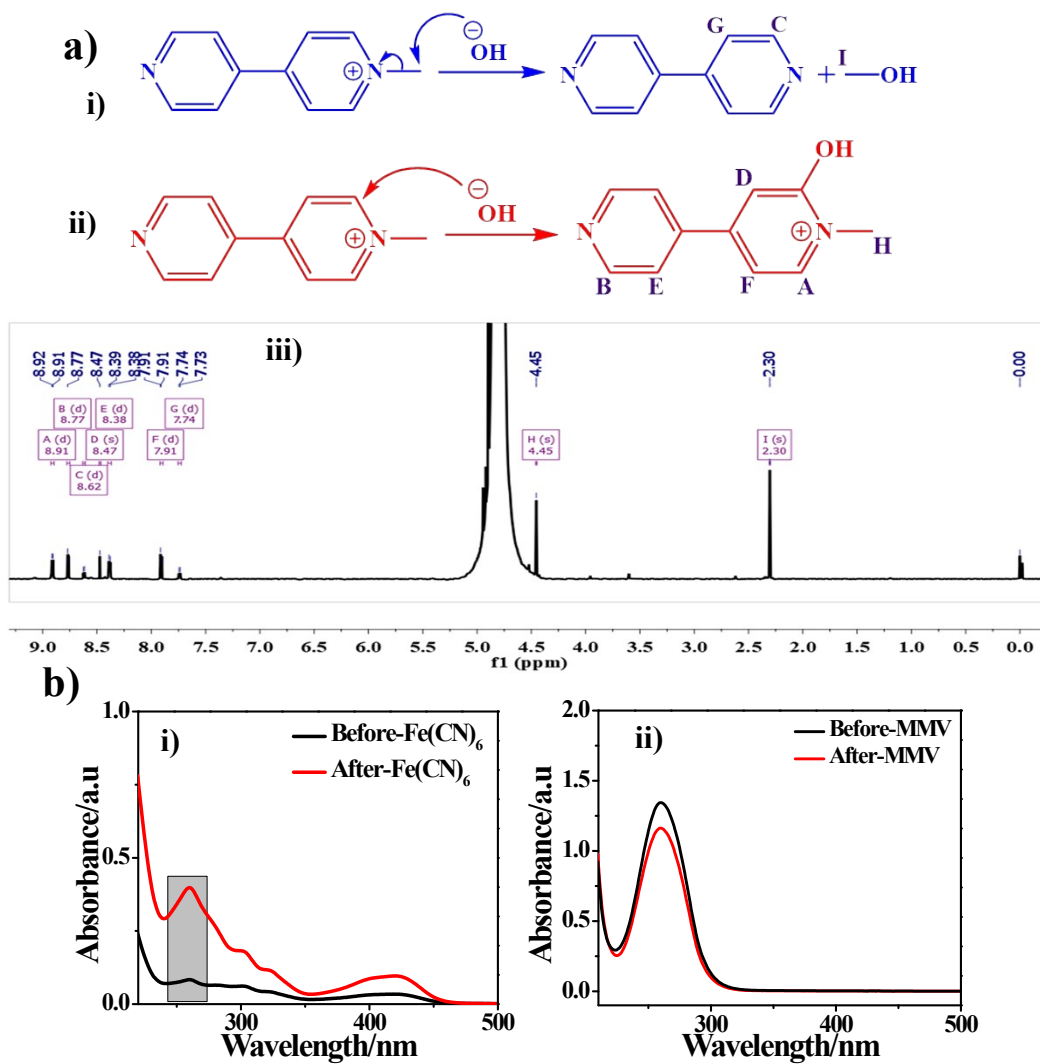 a)
G C
N N ⊕ ⊖ OH N N + I OH
i)
OH
D
ii) N N ⊕ ⊖ OH N N ⊕ H
B E F A
iii)
8.92 8.91 8.77 8.47 8.39 8.38 7.91 7.91 7.74 7.73 4.45 2.30 0.00
B (d) 8.77 E (d) 8.38 G (d) 7.74
A (d) 8.91 D (s) 8.47 F (d) 7.91 H (s) 4.45 I (s) 2.30
C (d) 8.62
9.0 8.5 8.0 7.5 7.0 6.5 6.0 5.5 5.0 4.5 4.0 3.5 3.0 2.5 2.0 1.5 1.0 0.5 0.0
f1 (ppm)
b)
i)
Before-Fe(CN)6
After-Fe(CN)6
1.0
0.5
0.0
Absorbance/a.u
300 400 500
Wavelength/nm
ii)
Before-MMV
After-MMV
2.0
1.5
1.0
0.5
0.0
Absorbance/a.u
300 400 500
Wavelength/nm